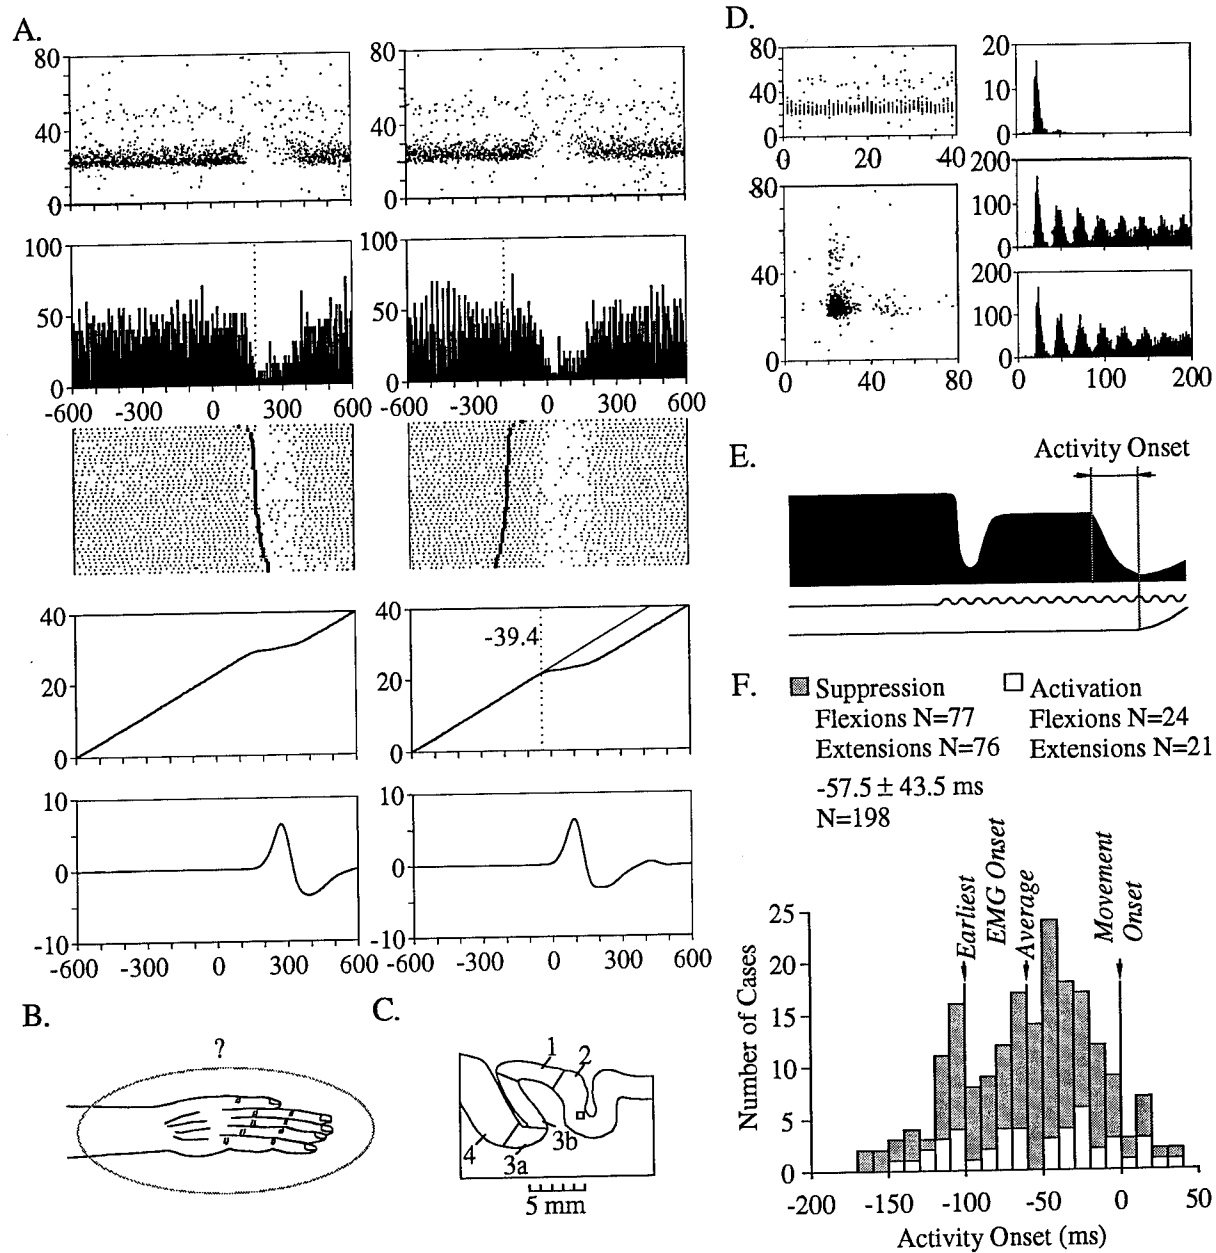 A.
80
40
0
80
40
0
100
50
0
-600 -300 0 300 600
100
50
0
-600 -300 0 300 600
40
20
0
40
20
0
-39.4
10
0
-10
-600 -300 0 300 600
10
0
-10
-600 -300 0 300 600
B.
?
C.
1
2
3b
3a
4
5 mm
D.
80
40
0
0 20 40
20
10
0
80
40
0
0 40 80
200
100
0
200
100
0
0 100 200
E.
Activity Onset
F.
Suppression
Flexions N=77
Extensions N=76
Activation
Flexions N=24
Extensions N=21
-57.5 ± 43.5 ms
N=198
Earliest
EMG Onset
Average
Movement
Onset
Number of Cases
25
20
15
10
5
0
-200 -150 -100 -50 0 50
Activity Onset (ms)